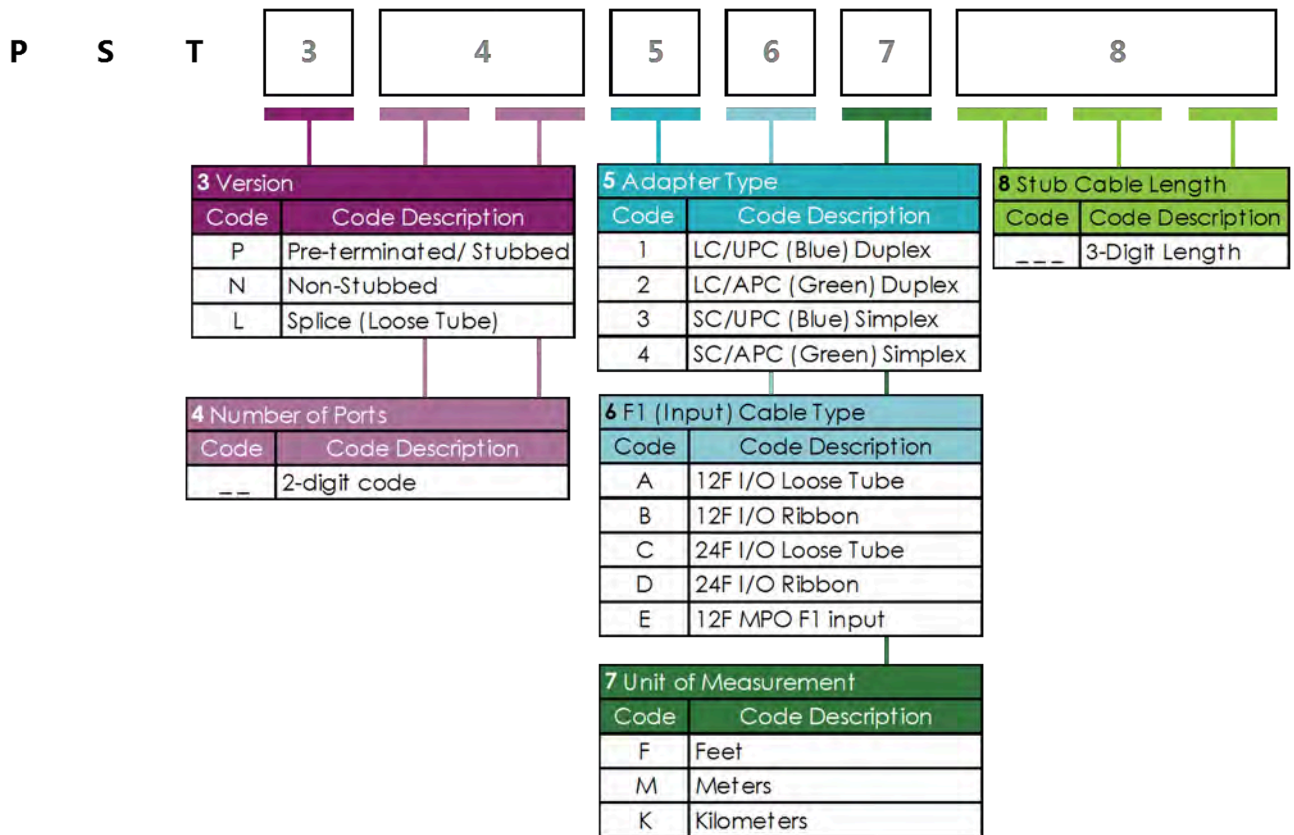 P S T 3 4 5 6 7 8
3 Version
Code Code Description
P Pre-terminated/ Stubbed
N Non-Stubbed
L Splice (Loose Tube)
4 Number of Ports
Code Code Description
_ _ 2-digit code
5 Adapter Type
Code Code Description
1 LC/UPC (Blue) Duplex
2 LC/APC (Green) Duplex
3 SC/UPC (Blue) Simplex
4 SC/APC (Green) Simplex
6 F1 (Input) Cable Type
Code Code Description
A 12F I/O Loose Tube
B 12F I/O Ribbon
C 24F I/O Loose Tube
D 24F I/O Ribbon
E 12F MPO F1 input
7 Unit of Measurement
Code Code Description
F Feet
M Meters
K Kilometers
8 Stub Cable Length
Code Code Description
_ _ _ 3-Digit Length